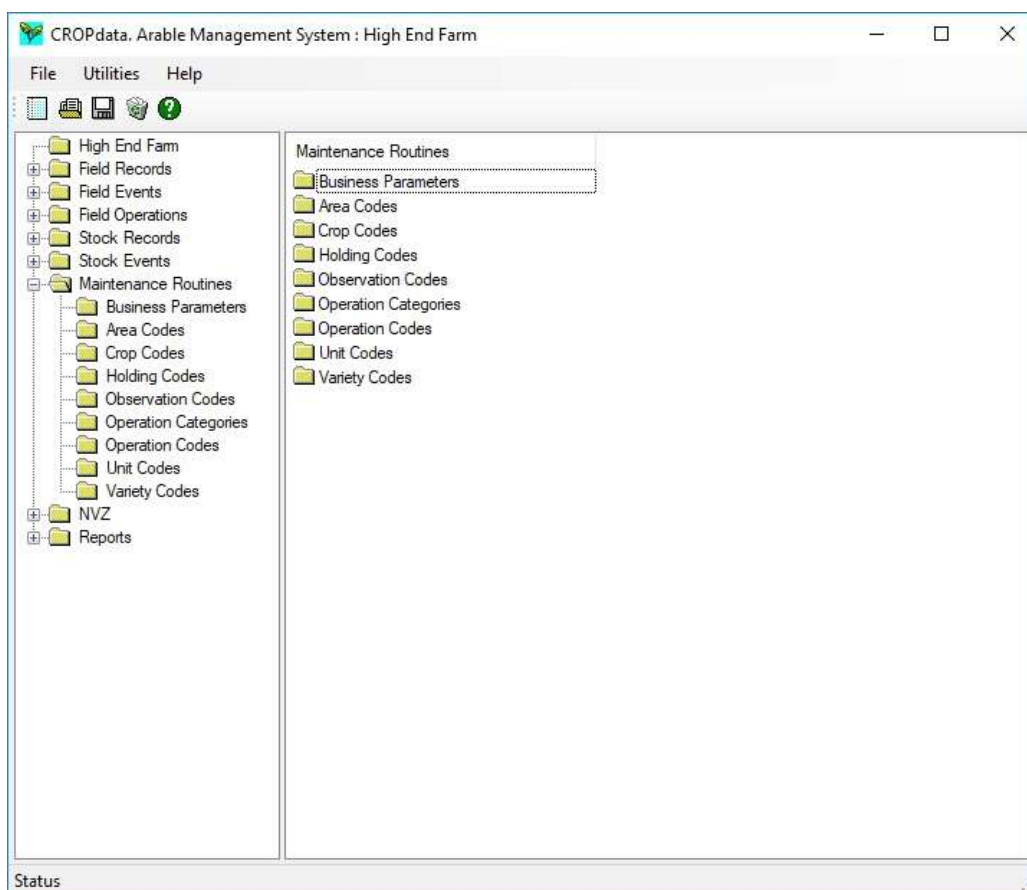 CROPdata. Arable Management System : High End Farm
File Utilities Help
High End Farm
Field Records
Field Events
Field Operations
Stock Records
Stock Events
Maintenance Routines
Business Parameters
Area Codes
Crop Codes
Holding Codes
Observation Codes
Operation Categories
Operation Codes
Unit Codes
Variety Codes
NVZ
Reports
Maintenance Routines
Business Parameters
Area Codes
Crop Codes
Holding Codes
Observation Codes
Operation Categories
Operation Codes
Unit Codes
Variety Codes
Status